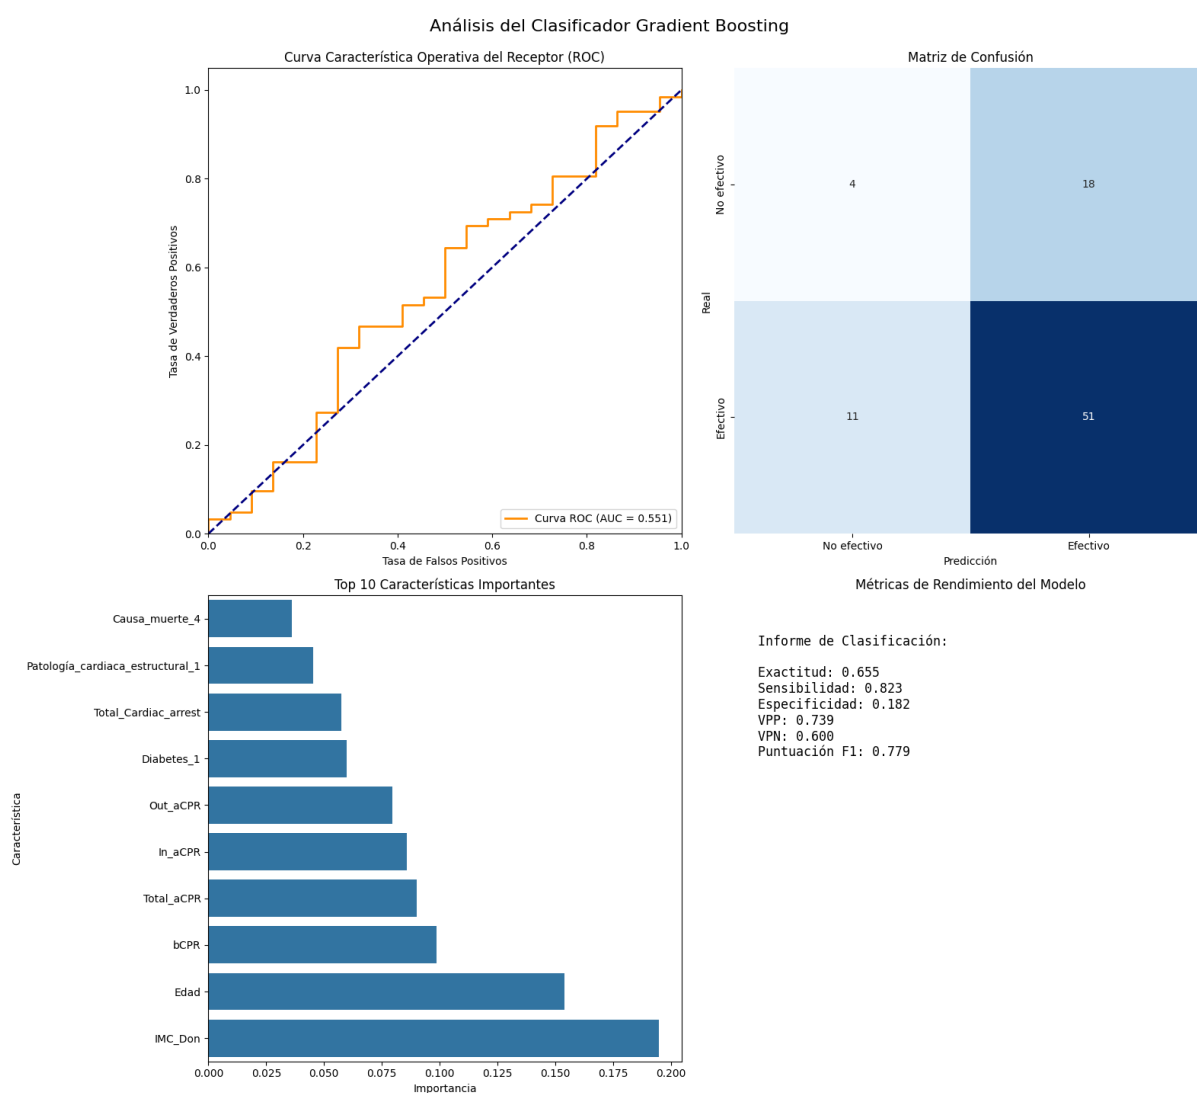 Análisis del Clasificador Gradient Boosting
Curva Característica Operativa del Receptor (ROC)
Tasa de Verdaderos Positivos
1.0
0.8
0.6
0.4
0.2
0.0
0.0 0.2 0.4 0.6 0.8 1.0
Tasa de Falsos Positivos
Curva ROC (AUC = 0.551)
Matriz de Confusión
Real
No efectivo
Efectivo
4 18
11 51
No efectivo Efectivo
Predicción
Top 10 Características Importantes
Característica
Causa_muerte_4
Patología_cardiaca_estructural_1
Total_Cardiac_arrest
Diabetes_1
Out_aCPR
In_aCPR
Total_aCPR
bCPR
Edad
IMC_Don
0.000 0.025 0.050 0.075 0.100 0.125 0.150 0.175 0.200
Importancia
Métricas de Rendimiento del Modelo
Informe de Clasificación:
Exactitud: 0.655
Sensibilidad: 0.823
Especificidad: 0.182
VPP: 0.739
VPN: 0.600
Puntuación F1: 0.779